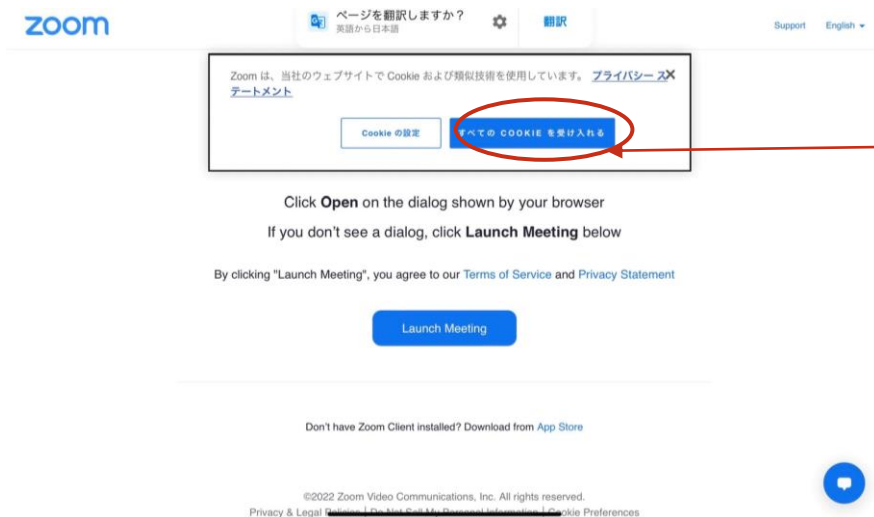 zoom
ページを翻訳しますか？
英語から日本語
翻訳
Support English
Zoom は、当社のウェブサイトで Cookie および類似技術を使用しています。 プライバシー ス
テートメント
Cookie の設定
すべての COOKIE を受け入れる
Click Open on the dialog shown by your browser
If you don't see a dialog, click Launch Meeting below
By clicking "Launch Meeting", you agree to our Terms of Service and Privacy Statement
Launch Meeting
Don't have Zoom Client installed? Download from App Store
©2022 Zoom Video Communications, Inc. All rights reserved.
Privacy & Legal Policies | Do Not Sell My Personal Information | Cookie Preferences